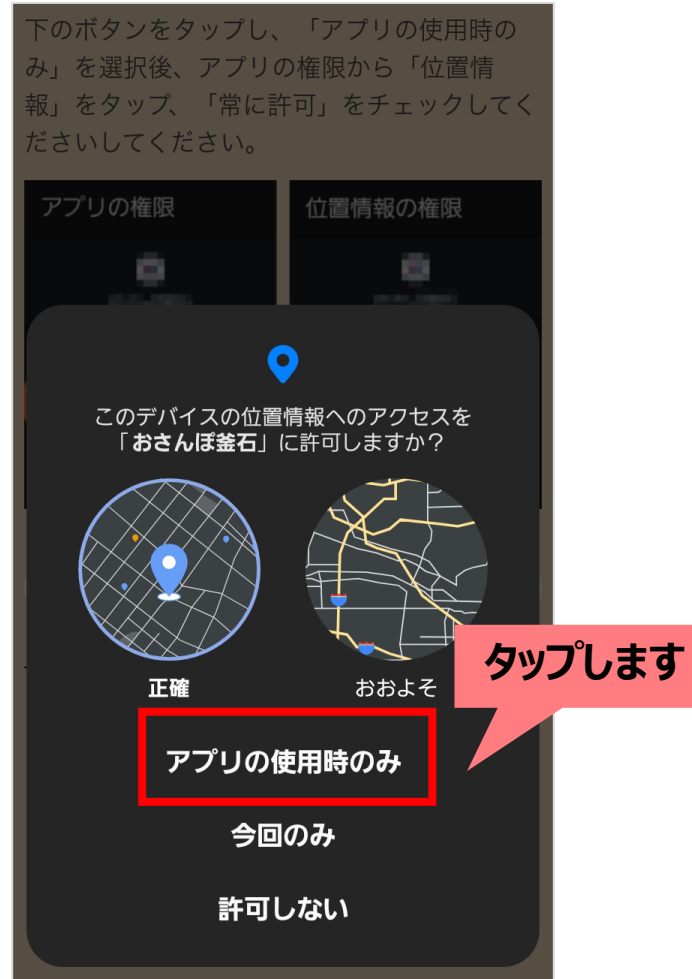 下のボタンをタップし、「アプリの使用時の
み」を選択後、アプリの権限から「位置情
報」をタップ、「常に許可」をチェックしてく
ださいしてください。
アプリの権限
位置情報の権限
このデバイスの位置情報へのアクセスを
「おさんぽ釜石」に許可しますか？
正確
おおよそ
タップします
アプリの使用時のみ
今回のみ
許可しない